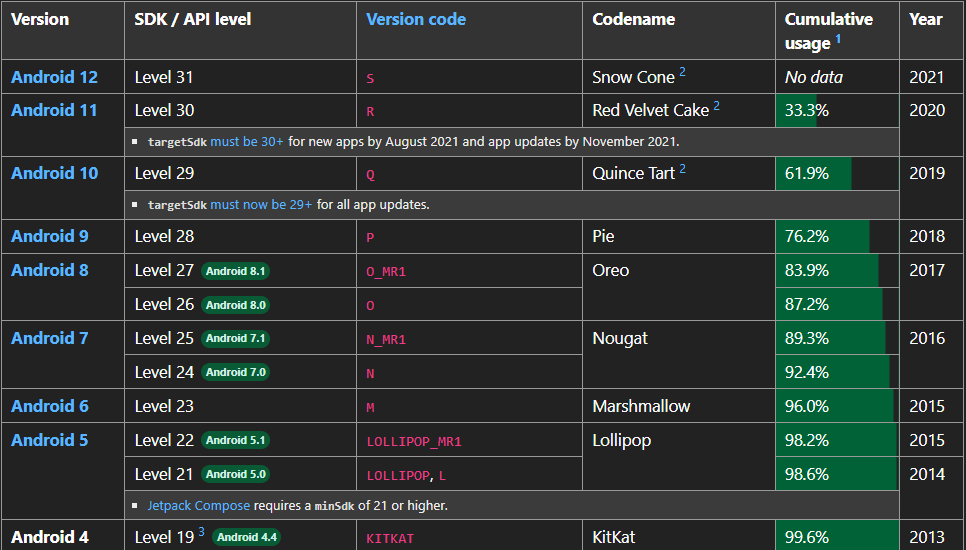 Version SDK / API level Version code Codename Cumulative usage 1 Year
Android 12 Level 31 S Snow Cone 2 No data 2021
Android 11 Level 30 R Red Velvet Cake 2 33.3% 2020
▪ targetSdk must be 30+ for new apps by August 2021 and app updates by November 2021.
Android 10 Level 29 Q Quince Tart 2 61.9% 2019
▪ targetSdk must now be 29+ for all app updates.
Android 9 Level 28 P Pie 76.2% 2018
Android 8 Level 27 Android 8.1 O_MR1 Oreo 83.9% 2017
Level 26 Android 8.0 O 87.2%
Android 7 Level 25 Android 7.1 N_MR1 Nougat 89.3% 2016
Level 24 Android 7.0 N 92.4%
Android 6 Level 23 M Marshmallow 96.0% 2015
Android 5 Level 22 Android 5.1 LOLLIPOP_MR1 Lollipop 98.2% 2015
Level 21 Android 5.0 LOLLIPOP, L 98.6% 2014
▪ Jetpack Compose requires a minSdk of 21 or higher.
Android 4 Level 19 3 Android 4.4 KITKAT KitKat 99.6% 2013